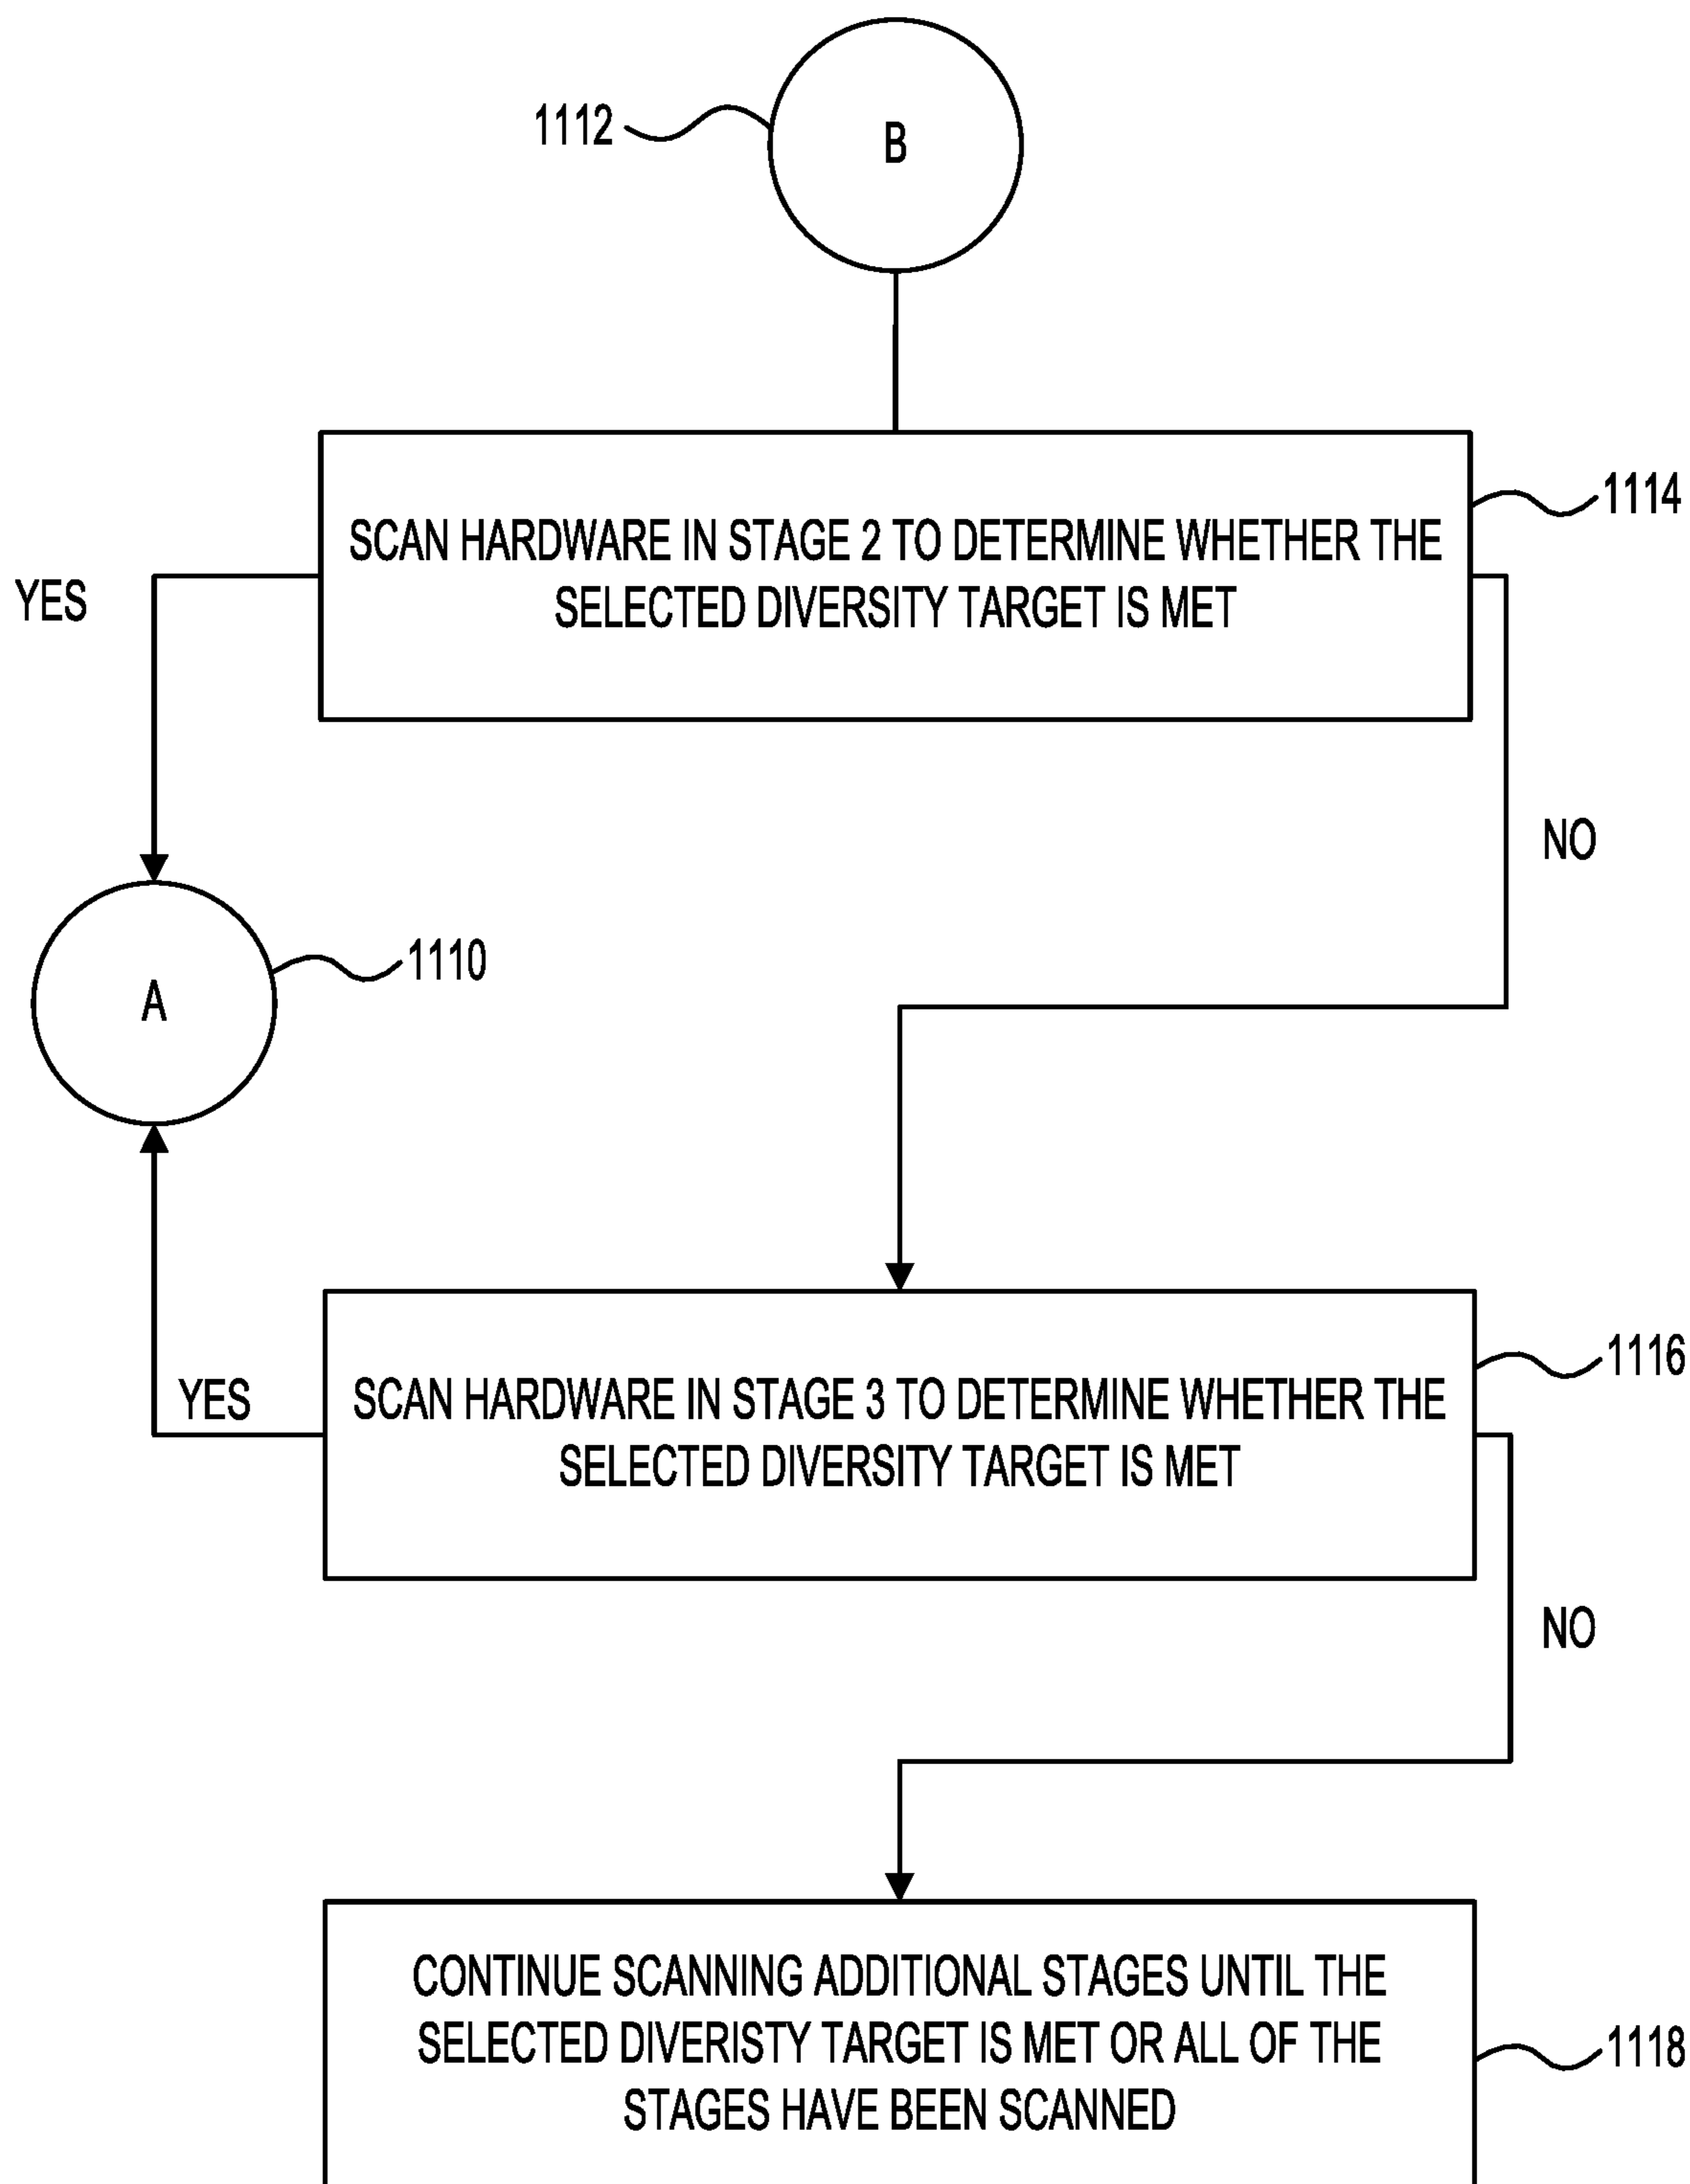 1112
B
1114
SCAN HARDWARE IN STAGE 2 TO DETERMINE WHETHER THE
SELECTED DIVERSITY TARGET IS MET
YES
NO
1110
A
1116
SCAN HARDWARE IN STAGE 3 TO DETERMINE WHETHER THE
SELECTED DIVERSITY TARGET IS MET
YES
NO
CONTINUE SCANNING ADDITIONAL STAGES UNTIL THE
SELECTED DIVERISTY TARGET IS MET OR ALL OF THE
STAGES HAVE BEEN SCANNED
1118